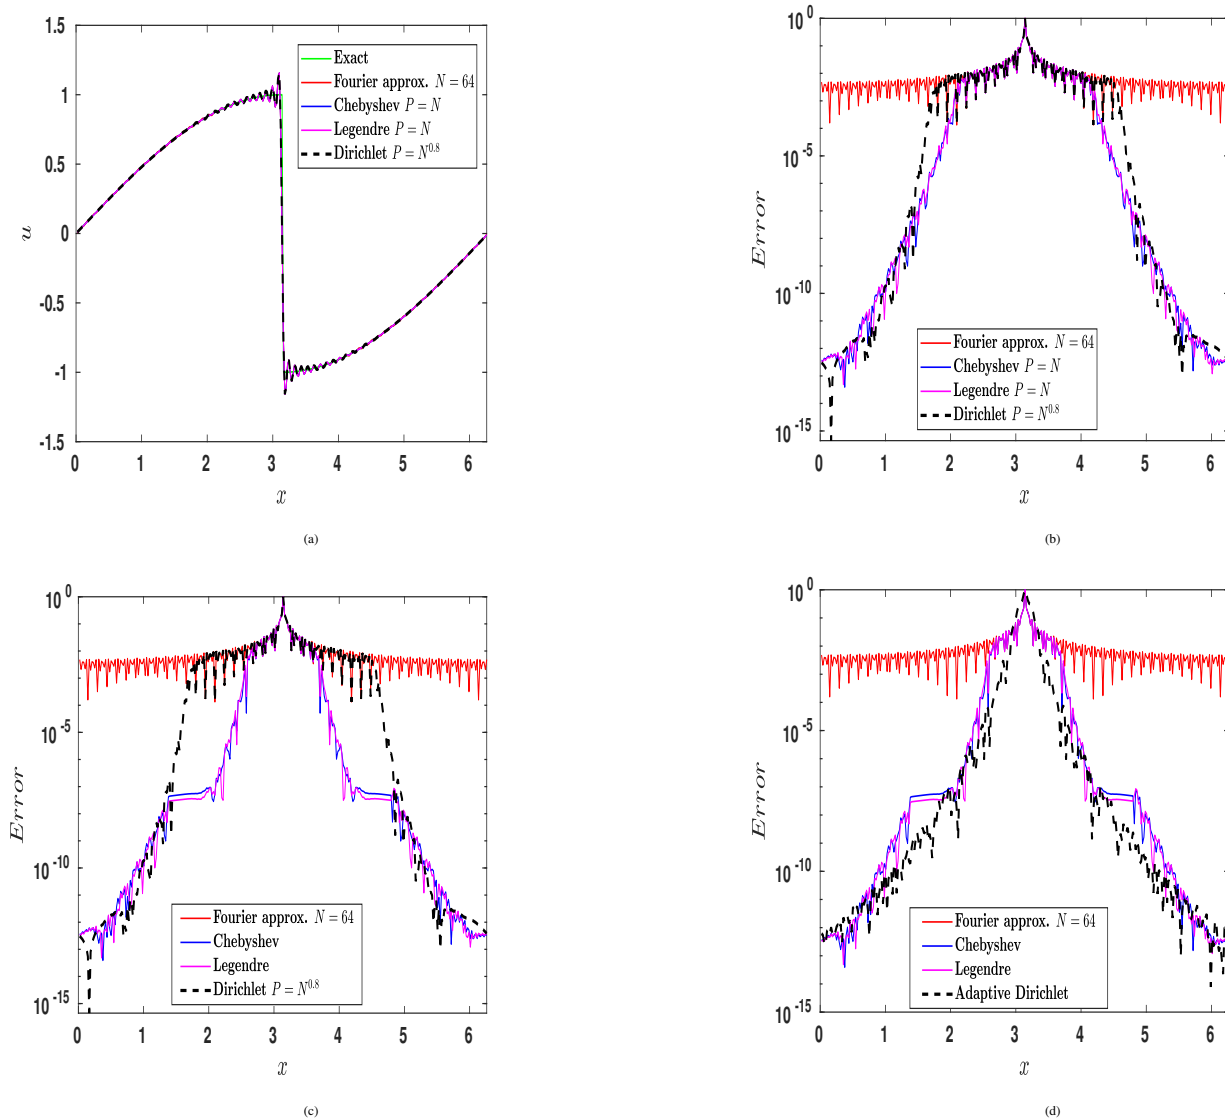 1.5
1
0.5
0
-0.5
-1
-1.5
u
0 1 2 3 4 5 6
x
Exact
Fourier approx. N = 64
Chebyshev P = N
Legendre P = N
Dirichlet P = N^0.8
(a)
10^0
10^-5
10^-10
10^-15
Error
0 1 2 3 4 5 6
x
Fourier approx. N = 64
Chebyshev P = N
Legendre P = N
Dirichlet P = N^0.8
(b)
10^0
10^-5
10^-10
10^-15
Error
0 1 2 3 4 5 6
x
Fourier approx. N = 64
Chebyshev
Legendre
Dirichlet P = N^0.8
(c)
10^0
10^-5
10^-10
10^-15
Error
0 1 2 3 4 5 6
x
Fourier approx. N = 64
Chebyshev
Legendre
Adaptive Dirichlet
(d)